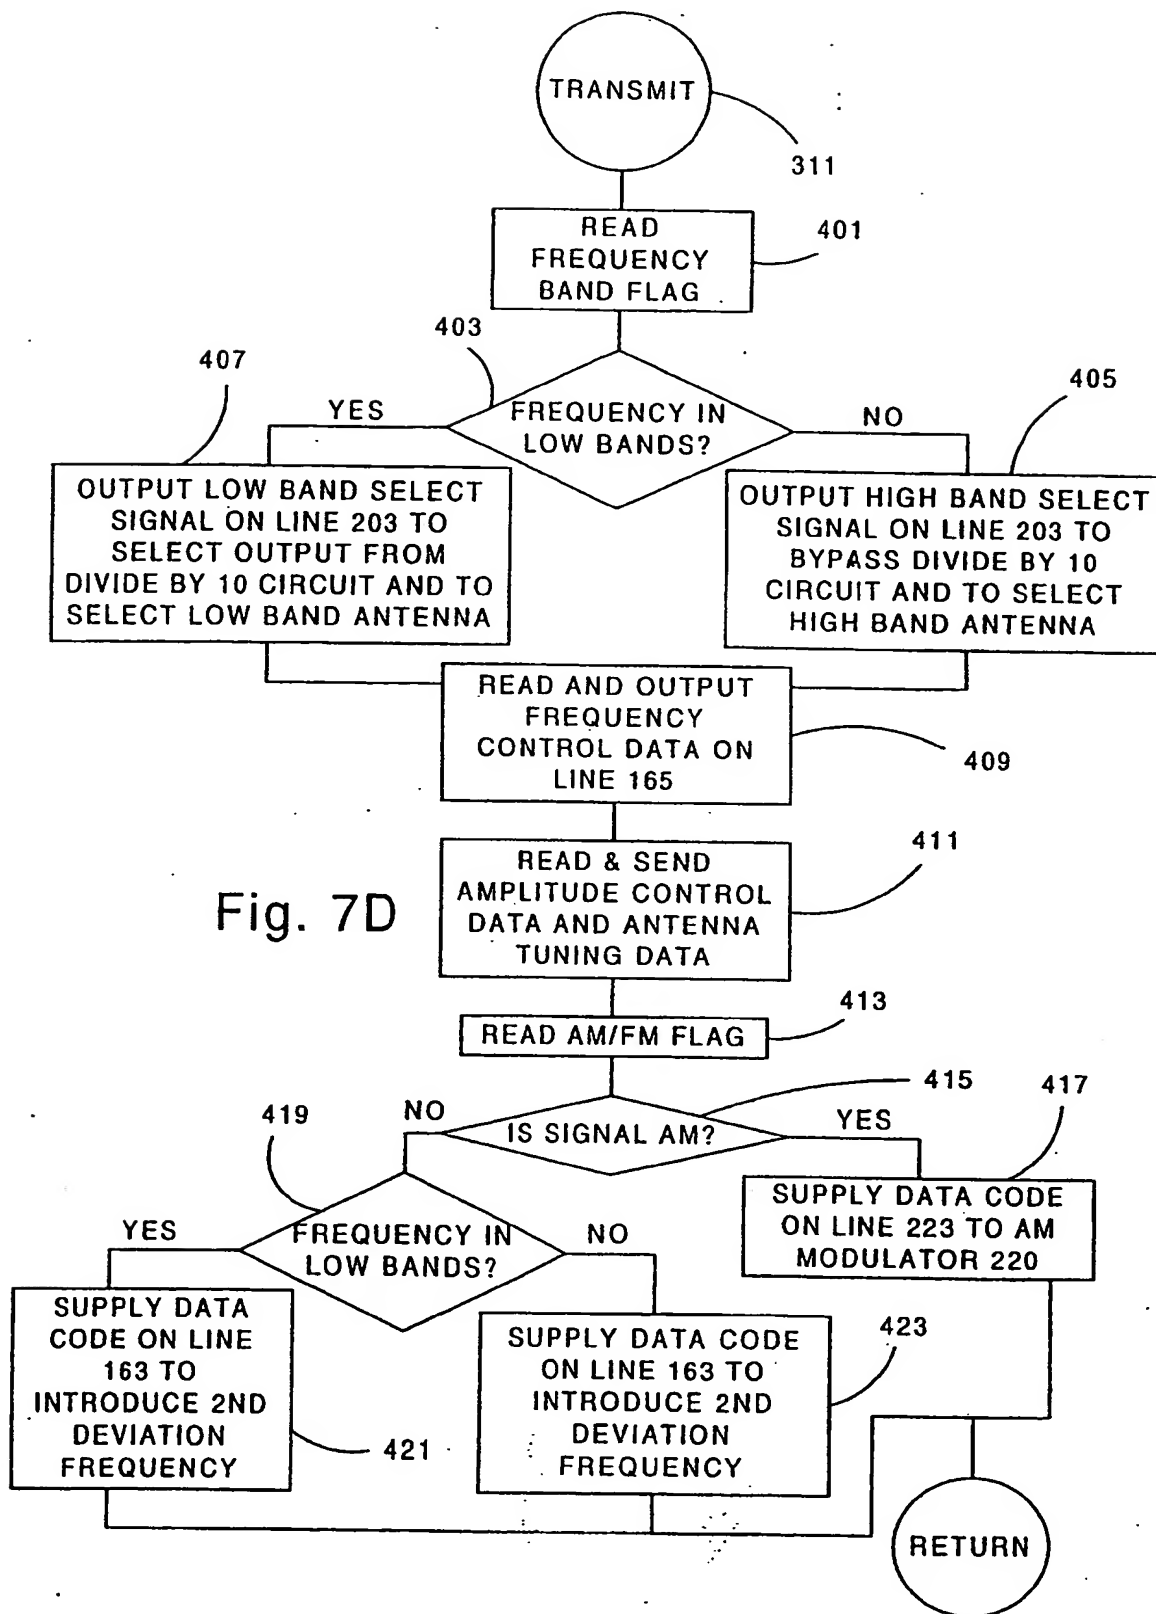 TRANSMIT
311
READ
FREQUENCY
BAND FLAG
401
403
407
405
YES
FREQUENCY IN
LOW BANDS?
NO
OUTPUT LOW BAND SELECT
SIGNAL ON LINE 203 TO
SELECT OUTPUT FROM
DIVIDE BY 10 CIRCUIT AND TO
SELECT LOW BAND ANTENNA
OUTPUT HIGH BAND SELECT
SIGNAL ON LINE 203 TO
BYPASS DIVIDE BY 10
CIRCUIT AND TO SELECT
HIGH BAND ANTENNA
READ AND OUTPUT
FREQUENCY
CONTROL DATA ON
LINE 165
409
READ & SEND
AMPLITUDE CONTROL
DATA AND ANTENNA
TUNING DATA
411
Fig. 7D
READ AM/FM FLAG
413
415
417
419
NO
IS SIGNAL AM?
YES
SUPPLY DATA CODE
ON LINE 223 TO AM
MODULATOR 220
YES
FREQUENCY IN
LOW BANDS?
NO
SUPPLY DATA
CODE ON LINE
163 TO
INTRODUCE 2ND
DEVIATION
FREQUENCY
421
SUPPLY DATA CODE
ON LINE 163 TO
INTRODUCE 2ND
DEVIATION
FREQUENCY
423
RETURN